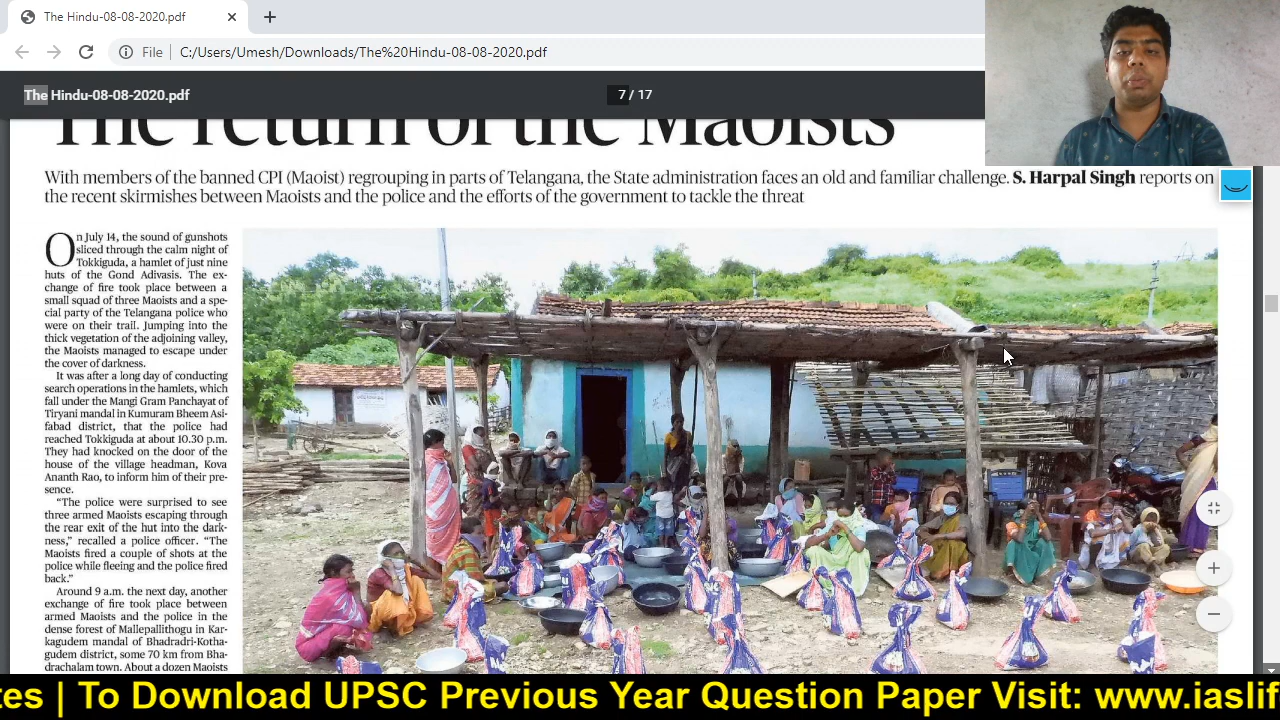 The Hindu-08-08-2020.pdf
File
C:/Users/Umesh/Downloads/The%20Hindu-08-08-2020.pdf
The Hindu-08-08-2020.pdf
7 / 17
The return of the Maoists
With members of the banned CPI (Maoist) regrouping in parts of Telangana, the State administration faces an old and familiar challenge. S. Harpal Singh reports on
the recent skirmishes between Maoists and the police and the efforts of the government to tackle the threat
On July 14, the sound of gunshots
sliced through the calm night of
Tokkiguda, a hamlet of just nine
huts of the Gond Adivasis. The ex-
change of fire took place between a
small squad of three Maoists and a spe-
cial party of the Telangana police who
were on their trail. Jumping into the
thick vegetation of the adjoining valley,
the Maoists managed to escape under
the cover of darkness.
It was after a long day of conducting
search operations in the hamlets, which
fall under the Mangi Gram Panchayat of
Tiryani mandal in Kumuram Bheem Asi-
fabad district, that the police had
reached Tokkiguda at about 10.30 p.m.
They had knocked on the door of the
house of the village headman, Kova
Ananth Rao, to inform him of their pre-
sence.
“The police were surprised to see
three armed Maoists escaping through
the rear exit of the hut into the dark-
ness,” recalled a police officer. “The
Maoists fired a couple of shots at the
police while fleeing and the police fired
back.”
Around 9 a.m. the next day, another
exchange of fire took place between
armed Maoists and the police in the
dense forest of Mallepallithogu in Kar-
kagudem mandal of Bhadradri-Kotha-
gudem district, some 70 km from Bha-
drachalam town. About a dozen Maoists
tes | To Download UPSC Previous Year Question Paper Visit: www.iaslif